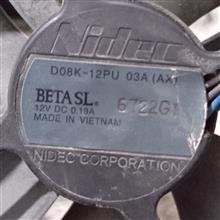 Nidec
D08K-12PU 03A (AX)
BETA SL® 6722G1
12V DC 0.19A
MADE IN VIETNAM
NIDEC CORPORATION